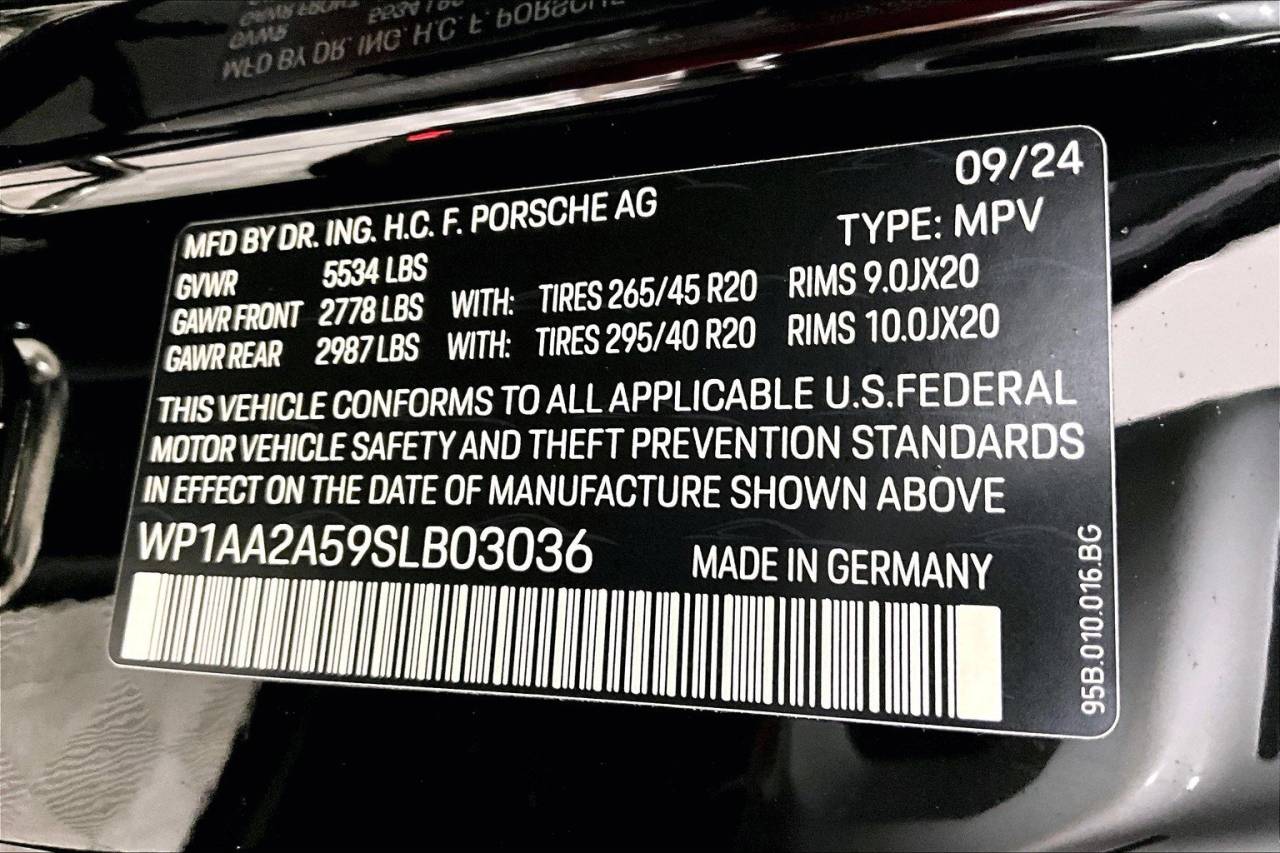 09/24
MFD BY DR. ING. H.C. F. PORSCHE AG
TYPE: MPV
GVWR 5534 LBS
GAWR FRONT 2778 LBS WITH: TIRES 265/45 R20 RIMS 9.0JX20
GAWR REAR 2987 LBS WITH: TIRES 295/40 R20 RIMS 10.0JX20
THIS VEHICLE CONFORMS TO ALL APPLICABLE U.S.FEDERAL
MOTOR VEHICLE SAFETY AND THEFT PREVENTION STANDARDS
IN EFFECT ON THE DATE OF MANUFACTURE SHOWN ABOVE
WP1AA2A59SLB03036 MADE IN GERMANY
95B.010.016.BG